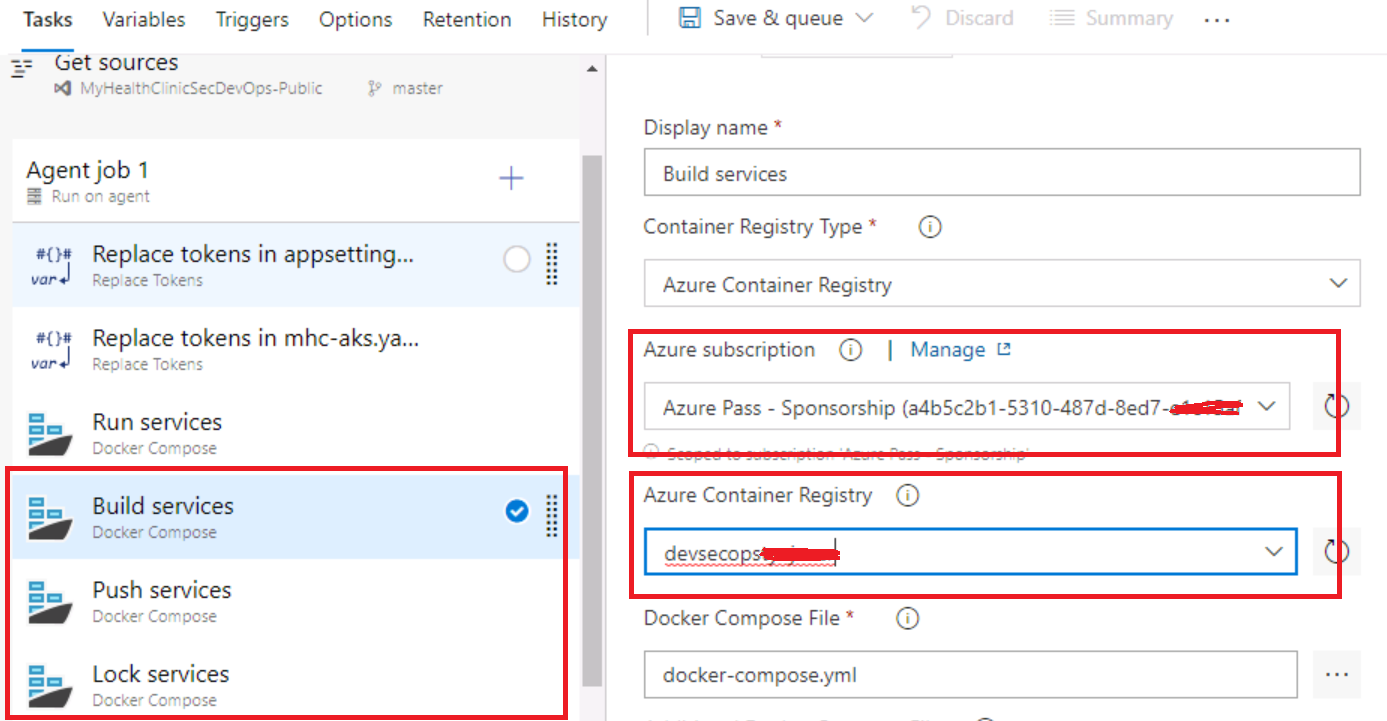 Tasks Variables Triggers Options Retention History Save & queue Discard Summary ...
Get sources
MyHealthClinicSecDevOps-Public master
Agent job 1
Run on agent
#{}# Replace tokens in appsetting...
var Replace Tokens
#{}# Replace tokens in mhc-aks.ya...
var Replace Tokens
Run services
Docker Compose
Build services
Docker Compose
Push services
Docker Compose
Lock services
Docker Compose
Display name *
Build services
Container Registry Type *
Azure Container Registry
Azure subscription | Manage
Azure Pass - Sponsorship (a4b5c2b1-5310-487d-8ed7-
Scoped to subscription 'Azure Pass - Sponsorship'
Azure Container Registry
devsecops
Docker Compose File *
docker-compose.yml ...